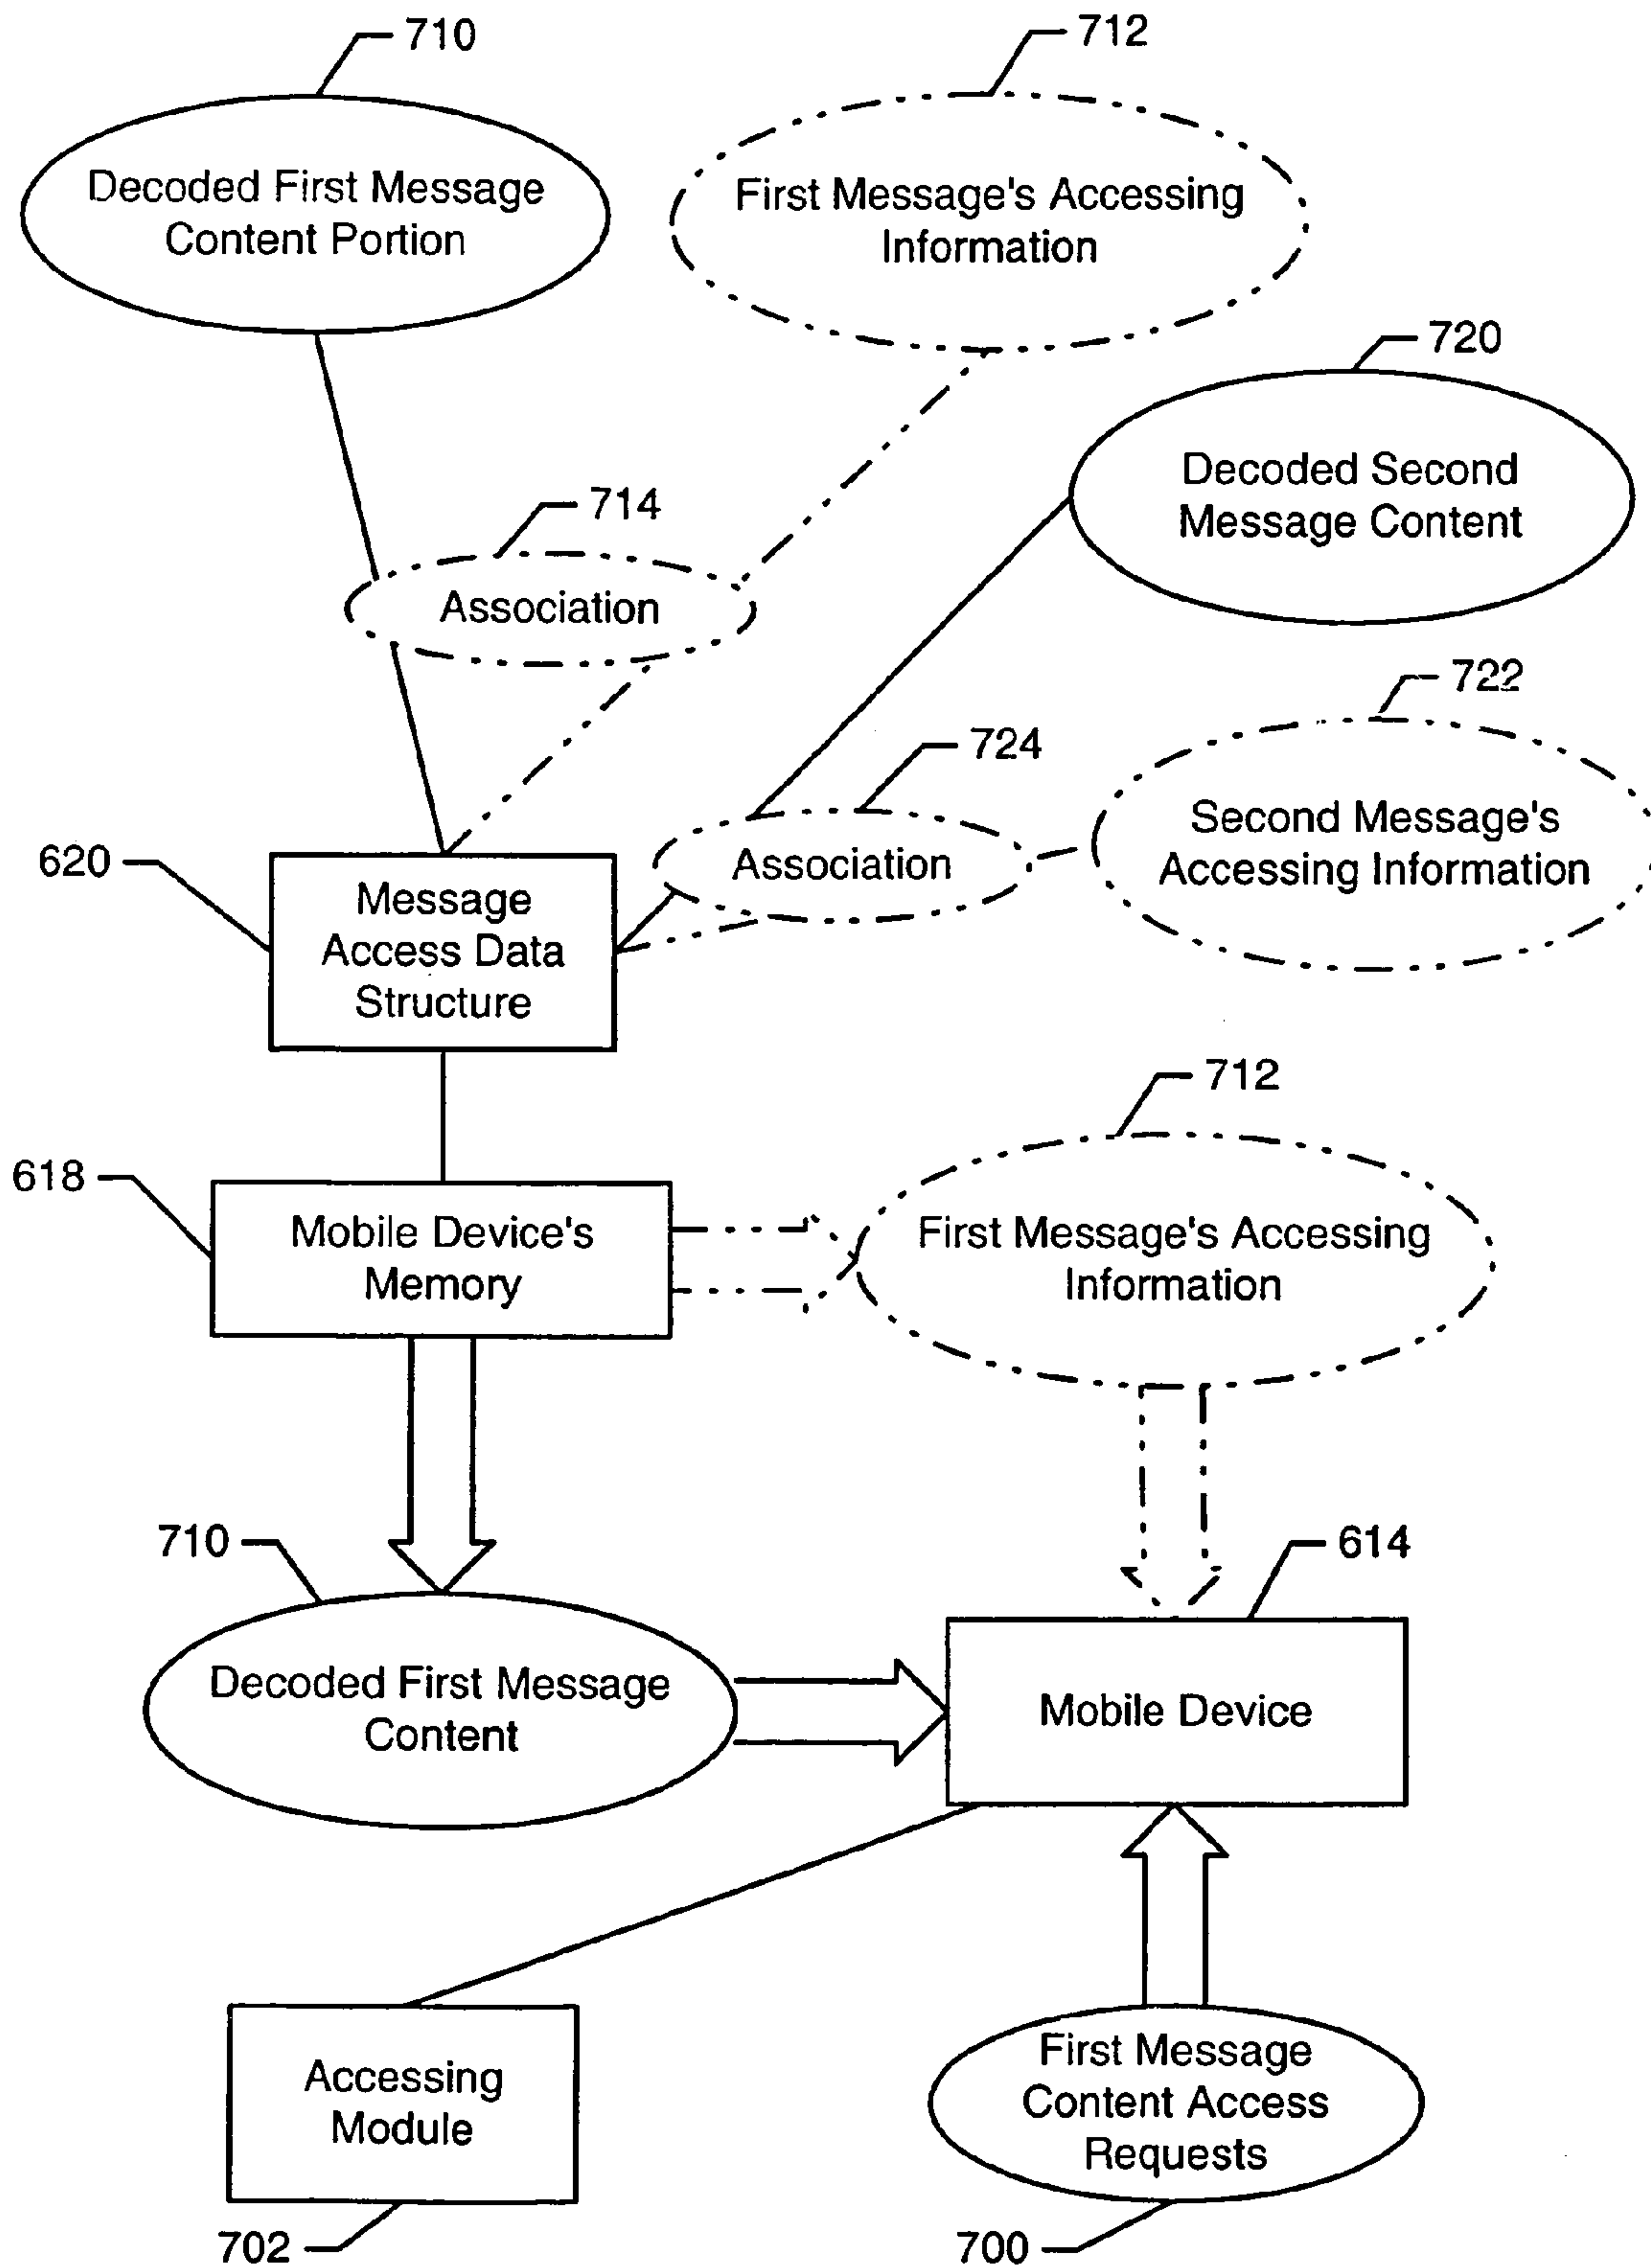 710
712
Decoded First Message
Content Portion
First Message's Accessing
Information
720
Decoded Second
Message Content
714
Association
722
724
Second Message's
Accessing Information
Association
620
Message
Access Data
Structure
712
618
Mobile Device's
Memory
First Message's Accessing
Information
710
614
Decoded First Message
Content
Mobile Device
Accessing
Module
First Message
Content Access
Requests
702
700